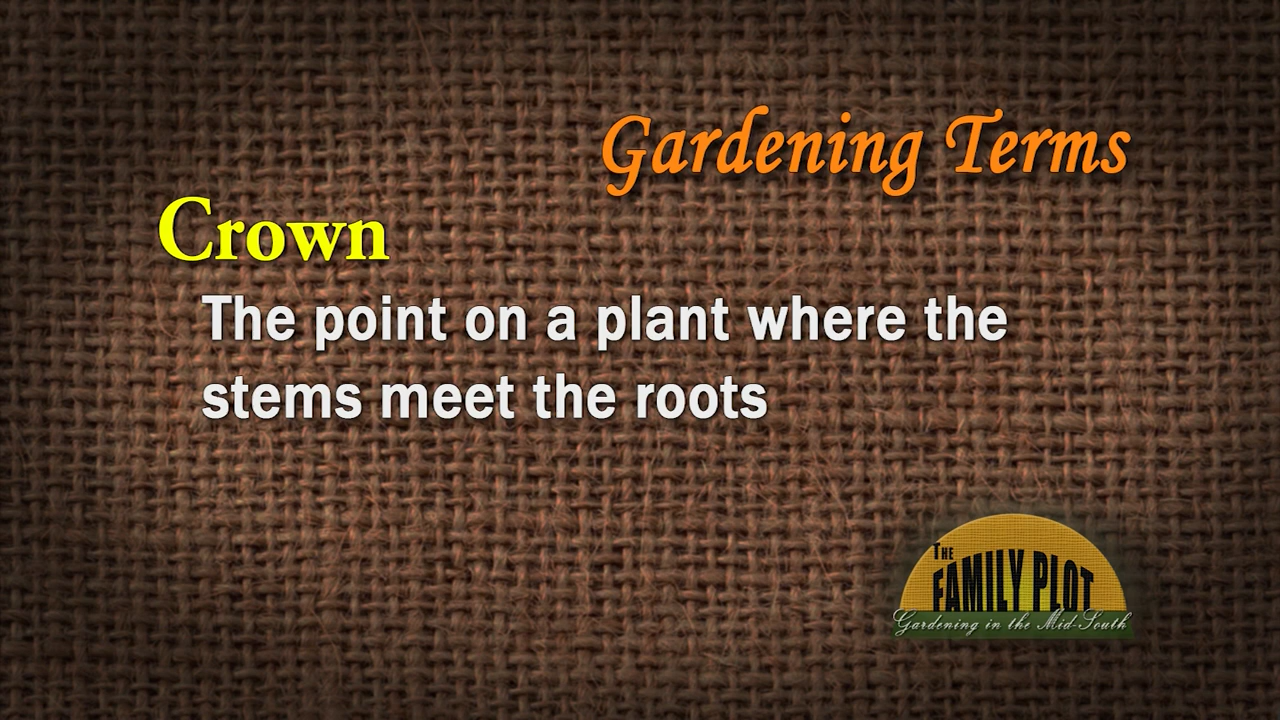 Gardening Terms
Crown
The point on a plant where the
stems meet the roots
THE
FAMILY PLOT
Gardening in the Mid-South